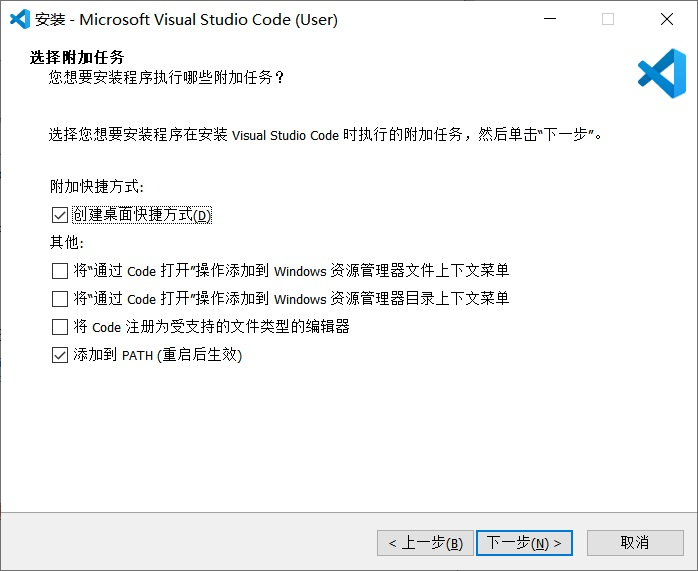 安装 - Microsoft Visual Studio Code (User)
选择附加任务
您想要安装程序执行哪些附加任务？
选择您想要安装程序在安装 Visual Studio Code 时执行的附加任务，然后单击“下一步”。
附加快捷方式:
创建桌面快捷方式(D)
其他:
将“通过 Code 打开”操作添加到 Windows 资源管理器文件上下文菜单
将“通过 Code 打开”操作添加到 Windows 资源管理器目录上下文菜单
将 Code 注册为受支持的文件类型的编辑器
添加到 PATH (重启后生效)
< 上一步(B) 下一步(N) > 取消